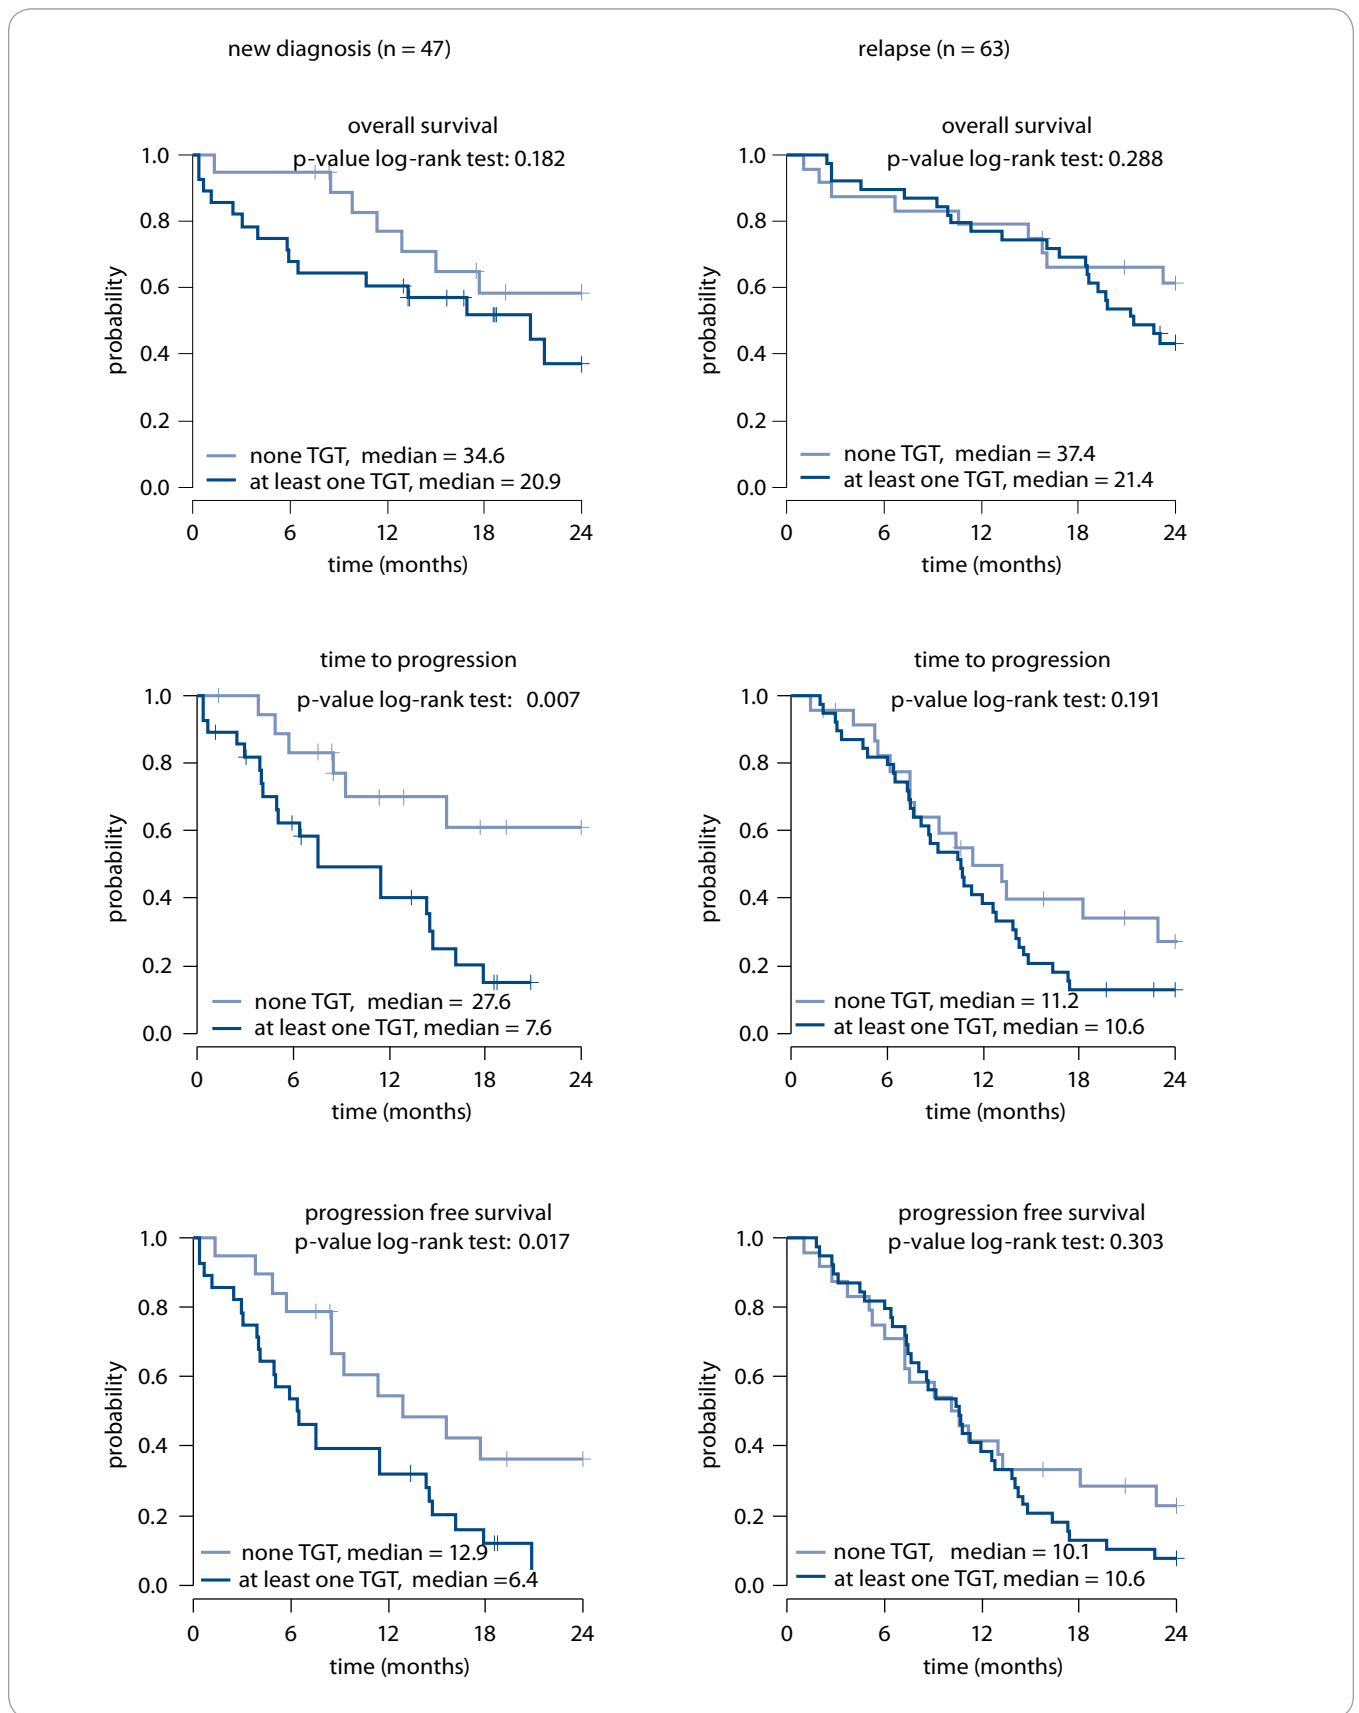 new diagnosis (n = 47)
relapse (n = 63)
overall survival
p-value log-rank test: 0.182
1.0
0.8
0.6
0.4
0.2
0.0
probability
none TGT, median = 34.6
at least one TGT, median = 20.9
0 6 12 18 24
time (months)
overall survival
p-value log-rank test: 0.288
1.0
0.8
0.6
0.4
0.2
0.0
probability
none TGT, median = 37.4
at least one TGT, median = 21.4
0 6 12 18 24
time (months)
time to progression
p-value log-rank test: 0.007
1.0
0.8
0.6
0.4
0.2
0.0
probability
none TGT, median = 27.6
at least one TGT, median = 7.6
0 6 12 18 24
time (months)
time to progression
p-value log-rank test: 0.191
1.0
0.8
0.6
0.4
0.2
0.0
probability
none TGT, median = 11.2
at least one TGT, median = 10.6
0 6 12 18 24
time (months)
progression free survival
p-value log-rank test: 0.017
1.0
0.8
0.6
0.4
0.2
0.0
probability
none TGT, median = 12.9
at least one TGT, median =6.4
0 6 12 18 24
time (months)
progression free survival
p-value log-rank test: 0.303
1.0
0.8
0.6
0.4
0.2
0.0
probability
none TGT, median = 10.1
at least one TGT, median = 10.6
0 6 12 18 24
time (months)